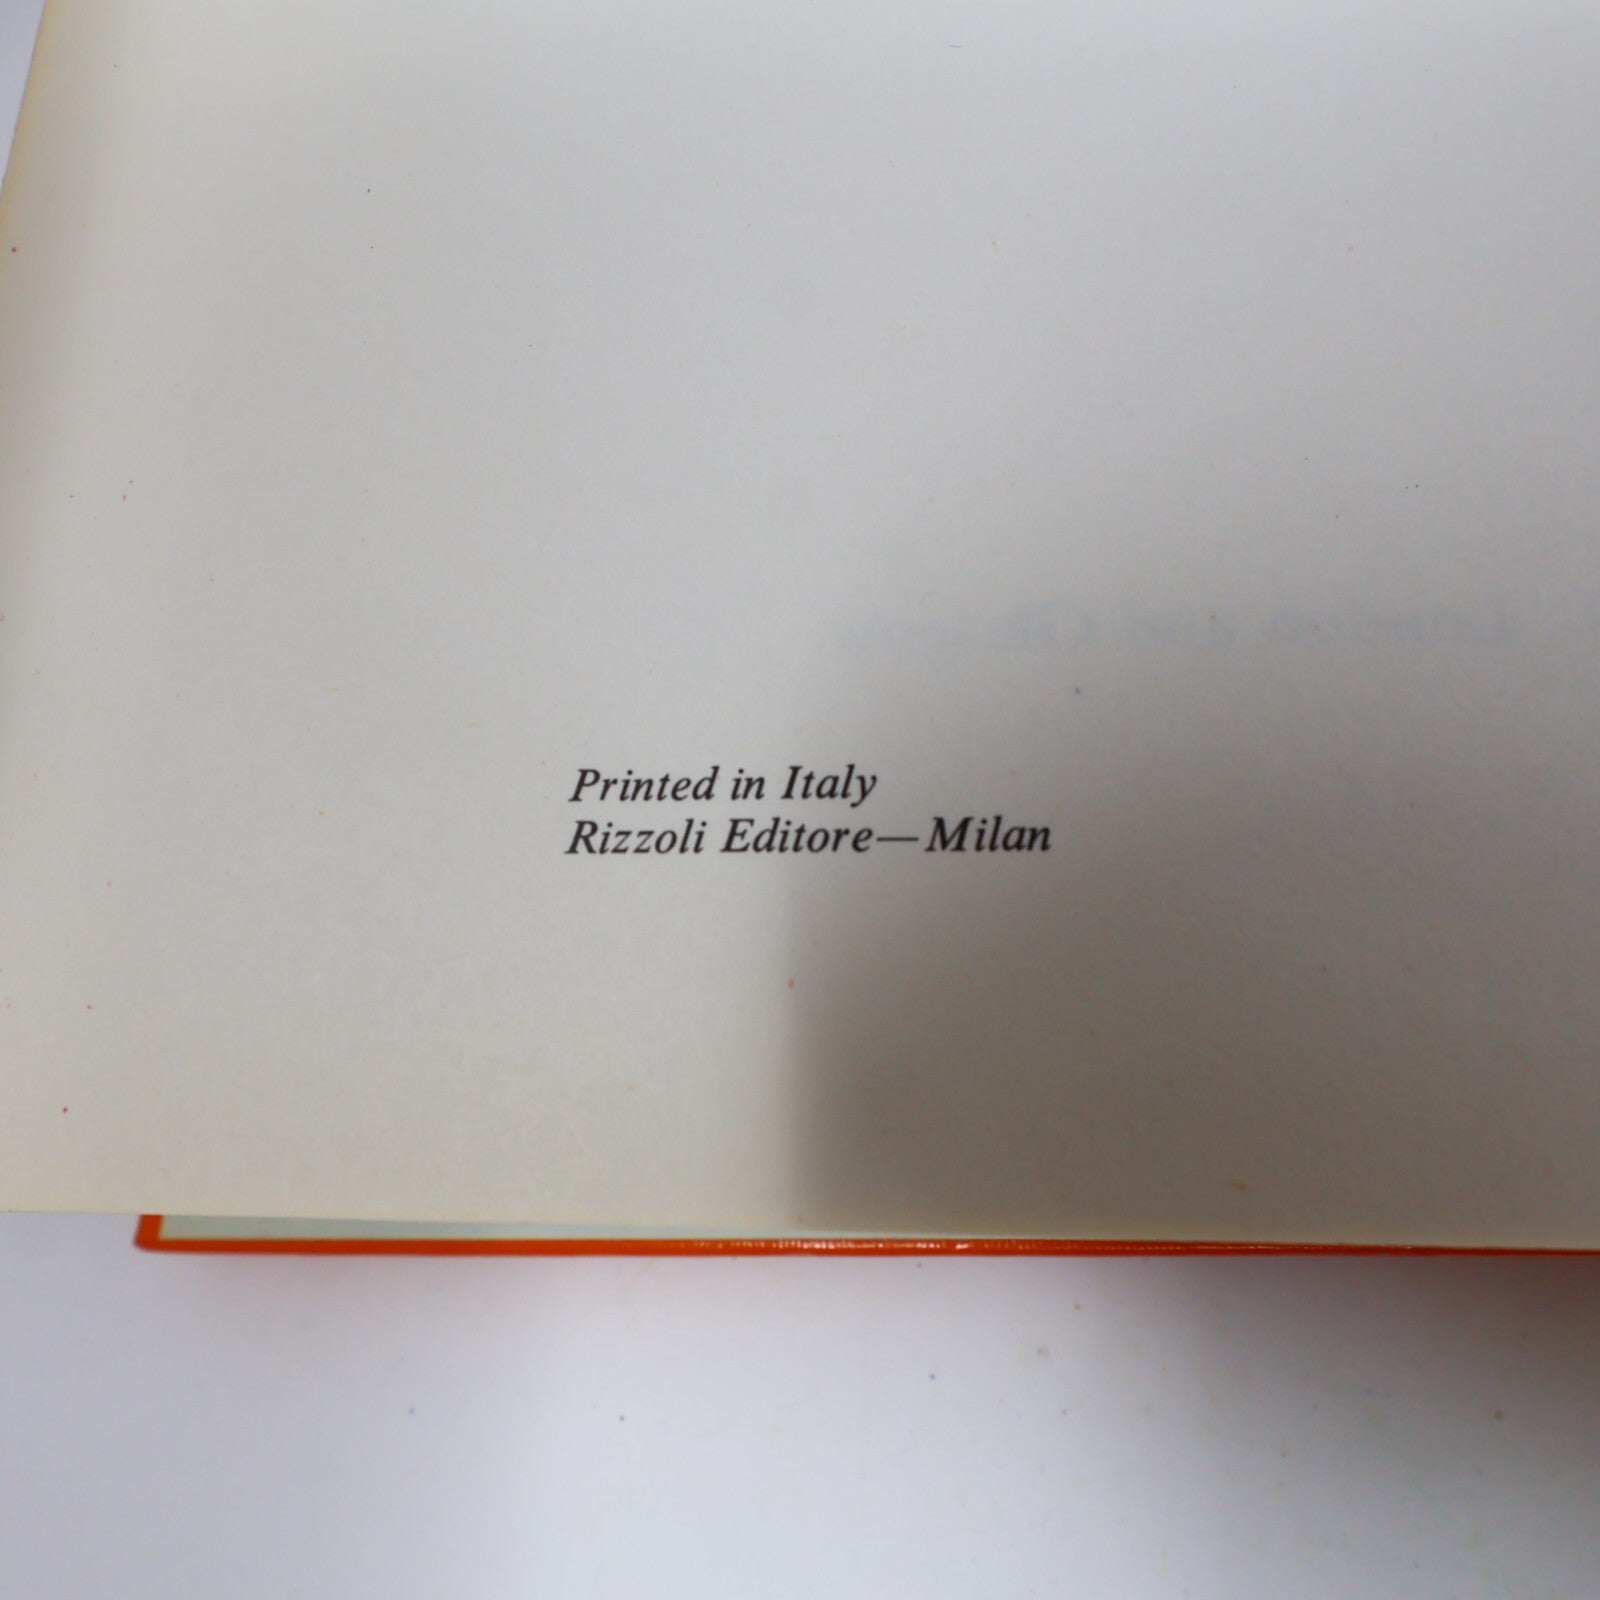 Printed in Italy
Rizzoli Editore—Milan